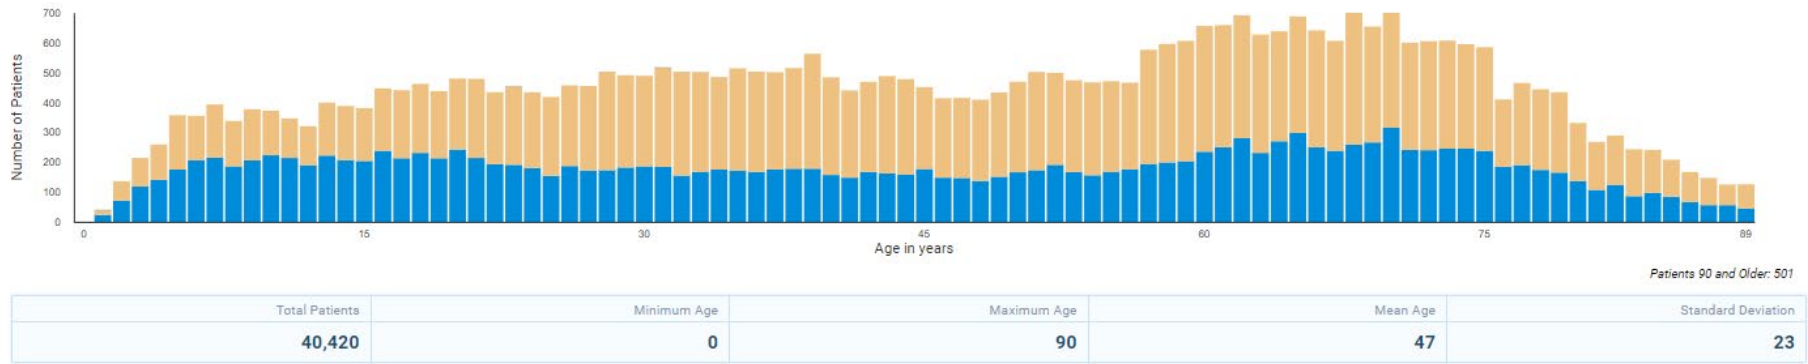 700
600
500
400
300
200
100
0
Number of Patients
0 15 30 45 60 75 89
Age in years
Patients 90 and Older: 501
Total Patients Minimum Age Maximum Age Mean Age Standard Deviation
40,420 0 90 47 23